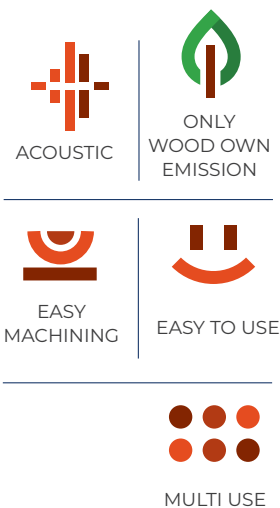 ACOUSTIC
ONLY
WOOD OWN
EMISSION
EASY
MACHINING
EASY TO USE
MULTI USE